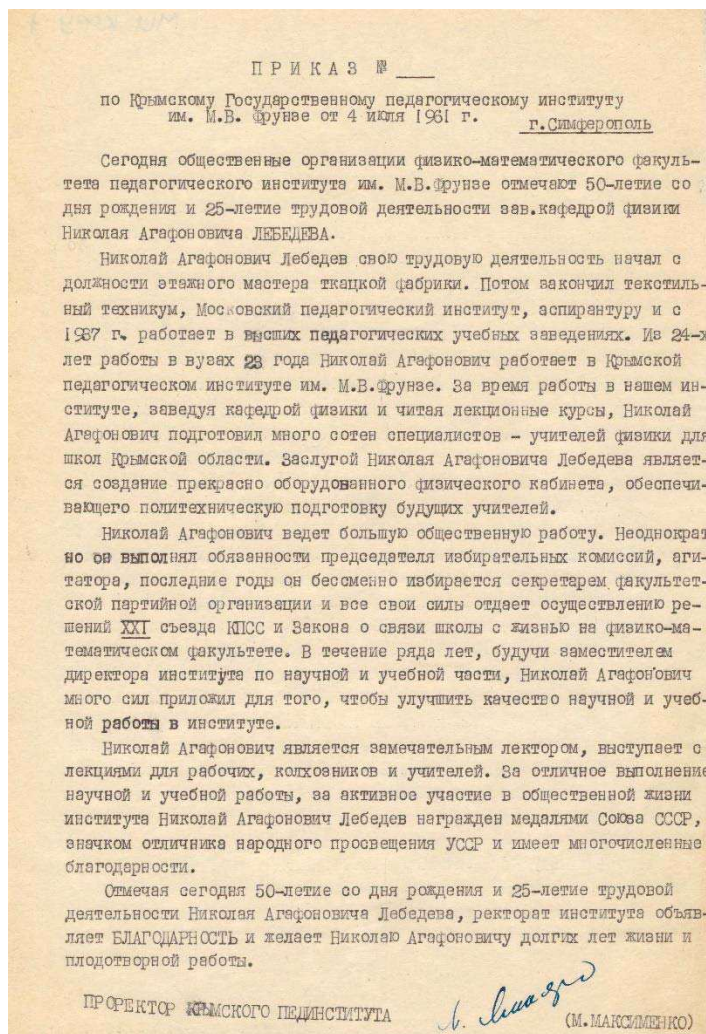 ПРИКАЗ № ___
по Крымскому Государственному педагогическому институту
им. М.В. Фрунзе от 4 июля 1961 г.
г.Симферополь
Сегодня общественные организации физико-математического факуль-
тета педагогического института им. М.В.Фрунзе отмечают 50-летие со
дня рождения и 25-летие трудовой деятельности зав.кафедрой физики
Николая Агафоновича ЛЕБЕДЕВА.
Николай Агафонович Лебедев свою трудовую деятельность начал с
должности этажного мастера ткацкой фабрики. Потом закончил текстиль-
ный техникум, Московский педагогический институт, аспирантуру и с
1937 г. работает в высших педагогических учебных заведениях. Из 24-х
лет работы в вузах 23 года Николай Агафонович работает в Крымской
педагогическом институте им. М.В.Фрунзе. За время работы в нашем ин-
ституте, заведуя кафедрой физики и читая лекционные курсы, Николай
Агафонович подготовил много сотен специалистов - учителей физики для
школ Крымской области. Заслугой Николая Агафоновича Лебедева являет-
ся создание прекрасно оборудованного физического кабинета, обеспечи-
вающего политехническую подготовку будущих учителей.
Николай Агафонович ведет большую общественную работу. Неоднократ
но он выполнял обязанности председателя избирательных комиссий, аги-
татора, последние годы он бессменно избирается секретарем факультет-
ской партийной организации и все свои силы отдает осуществлению ре-
шений XXI съезда КПСС и Закона о связи школы с жизнью на физико-ма-
тематическом факультете. В течение ряда лет, будучи заместителем
директора института по научной и учебной части, Николай Агафонович
много сил приложил для того, чтобы улучшить качество научной и учеб-
ной работы в институте.
Николай Агафонович является замечательным лектором, выступает с
лекциями для рабочих, колхозников и учителей. За отличное выполнение
научной и учебной работы, за активное участие в общественной жизни
института Николай Агафонович Лебедев награжден медалями Союза СССР,
значком отличника народного просвещения УССР и имеет многочисленные
благодарности.
Отмечая сегодня 50-летие со дня рождения и 25-летие трудовой
деятельности Николая Агафоновича Лебедева, ректорат института объяв-
ляет БЛАГОДАРНОСТЬ и желает Николаю Агафоновичу долгих лет жизни и
плодотворной работы.
ПРОРЕКТОР КРЫМСКОГО ПЕДИНСТИТУТА
(М.МАКСИМЕНКО)